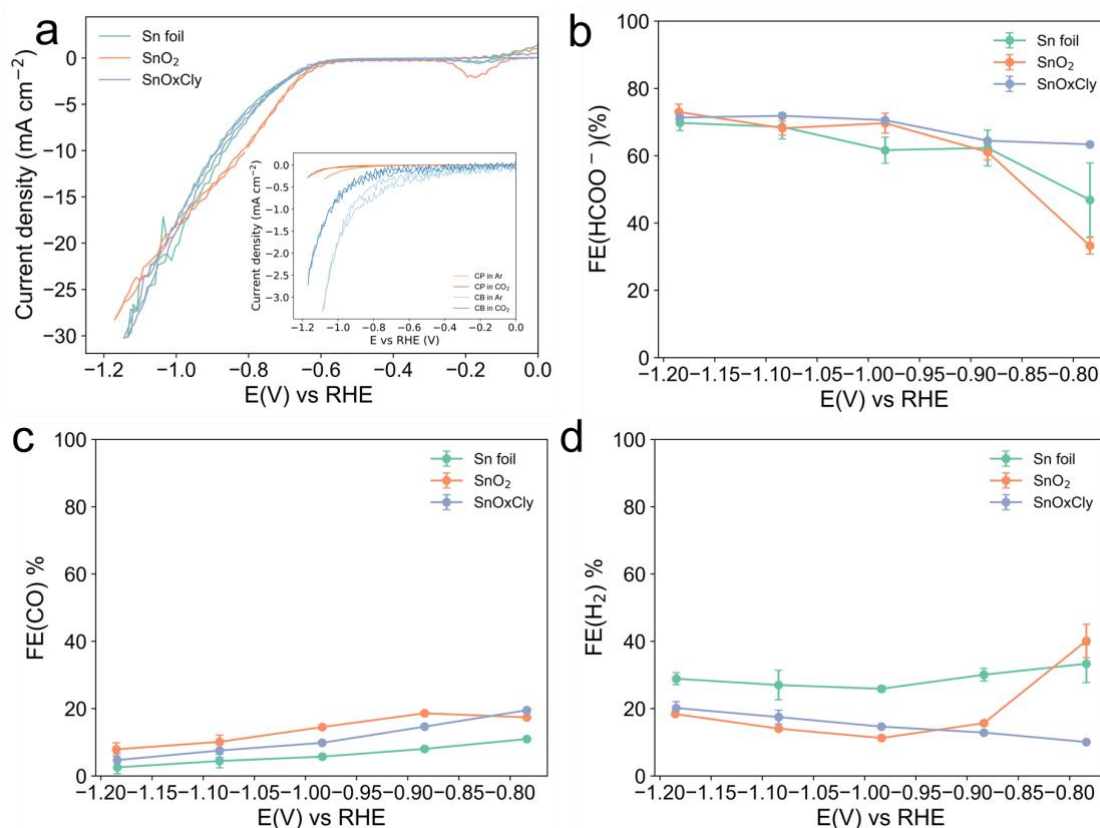 a
Sn foil
SnO₂
SnOxCly
Current density (mA cm⁻²)
0
−5
−10
−15
−20
−25
−30
−1.2 −1.0 −0.8 −0.6 −0.4 −0.2 0.0
E(V) vs RHE
Current density (mA cm⁻²)
0.0
−0.5
−1.0
−1.5
−2.0
−2.5
−3.0
CP in Ar
CP in CO₂
CB in Ar
CB in CO₂
−1.2 −1.0 −0.8 −0.6 −0.4 −0.2 0.0
E vs RHE (V)
b
Sn foil
SnO₂
SnOxCly
FE(HCOO⁻)(%)
100
80
60
40
20
0
−1.20 −1.15 −1.10 −1.05 −1.00 −0.95 −0.90 −0.85 −0.80
E(V) vs RHE
c
Sn foil
SnO₂
SnOxCly
FE(CO) %
100
80
60
40
20
0
−1.20 −1.15 −1.10 −1.05 −1.00 −0.95 −0.90 −0.85 −0.80
E(V) vs RHE
d
Sn foil
SnO₂
SnOxCly
FE(H₂) %
100
80
60
40
20
0
−1.20 −1.15 −1.10 −1.05 −1.00 −0.95 −0.90 −0.85 −0.80
E(V) vs RHE